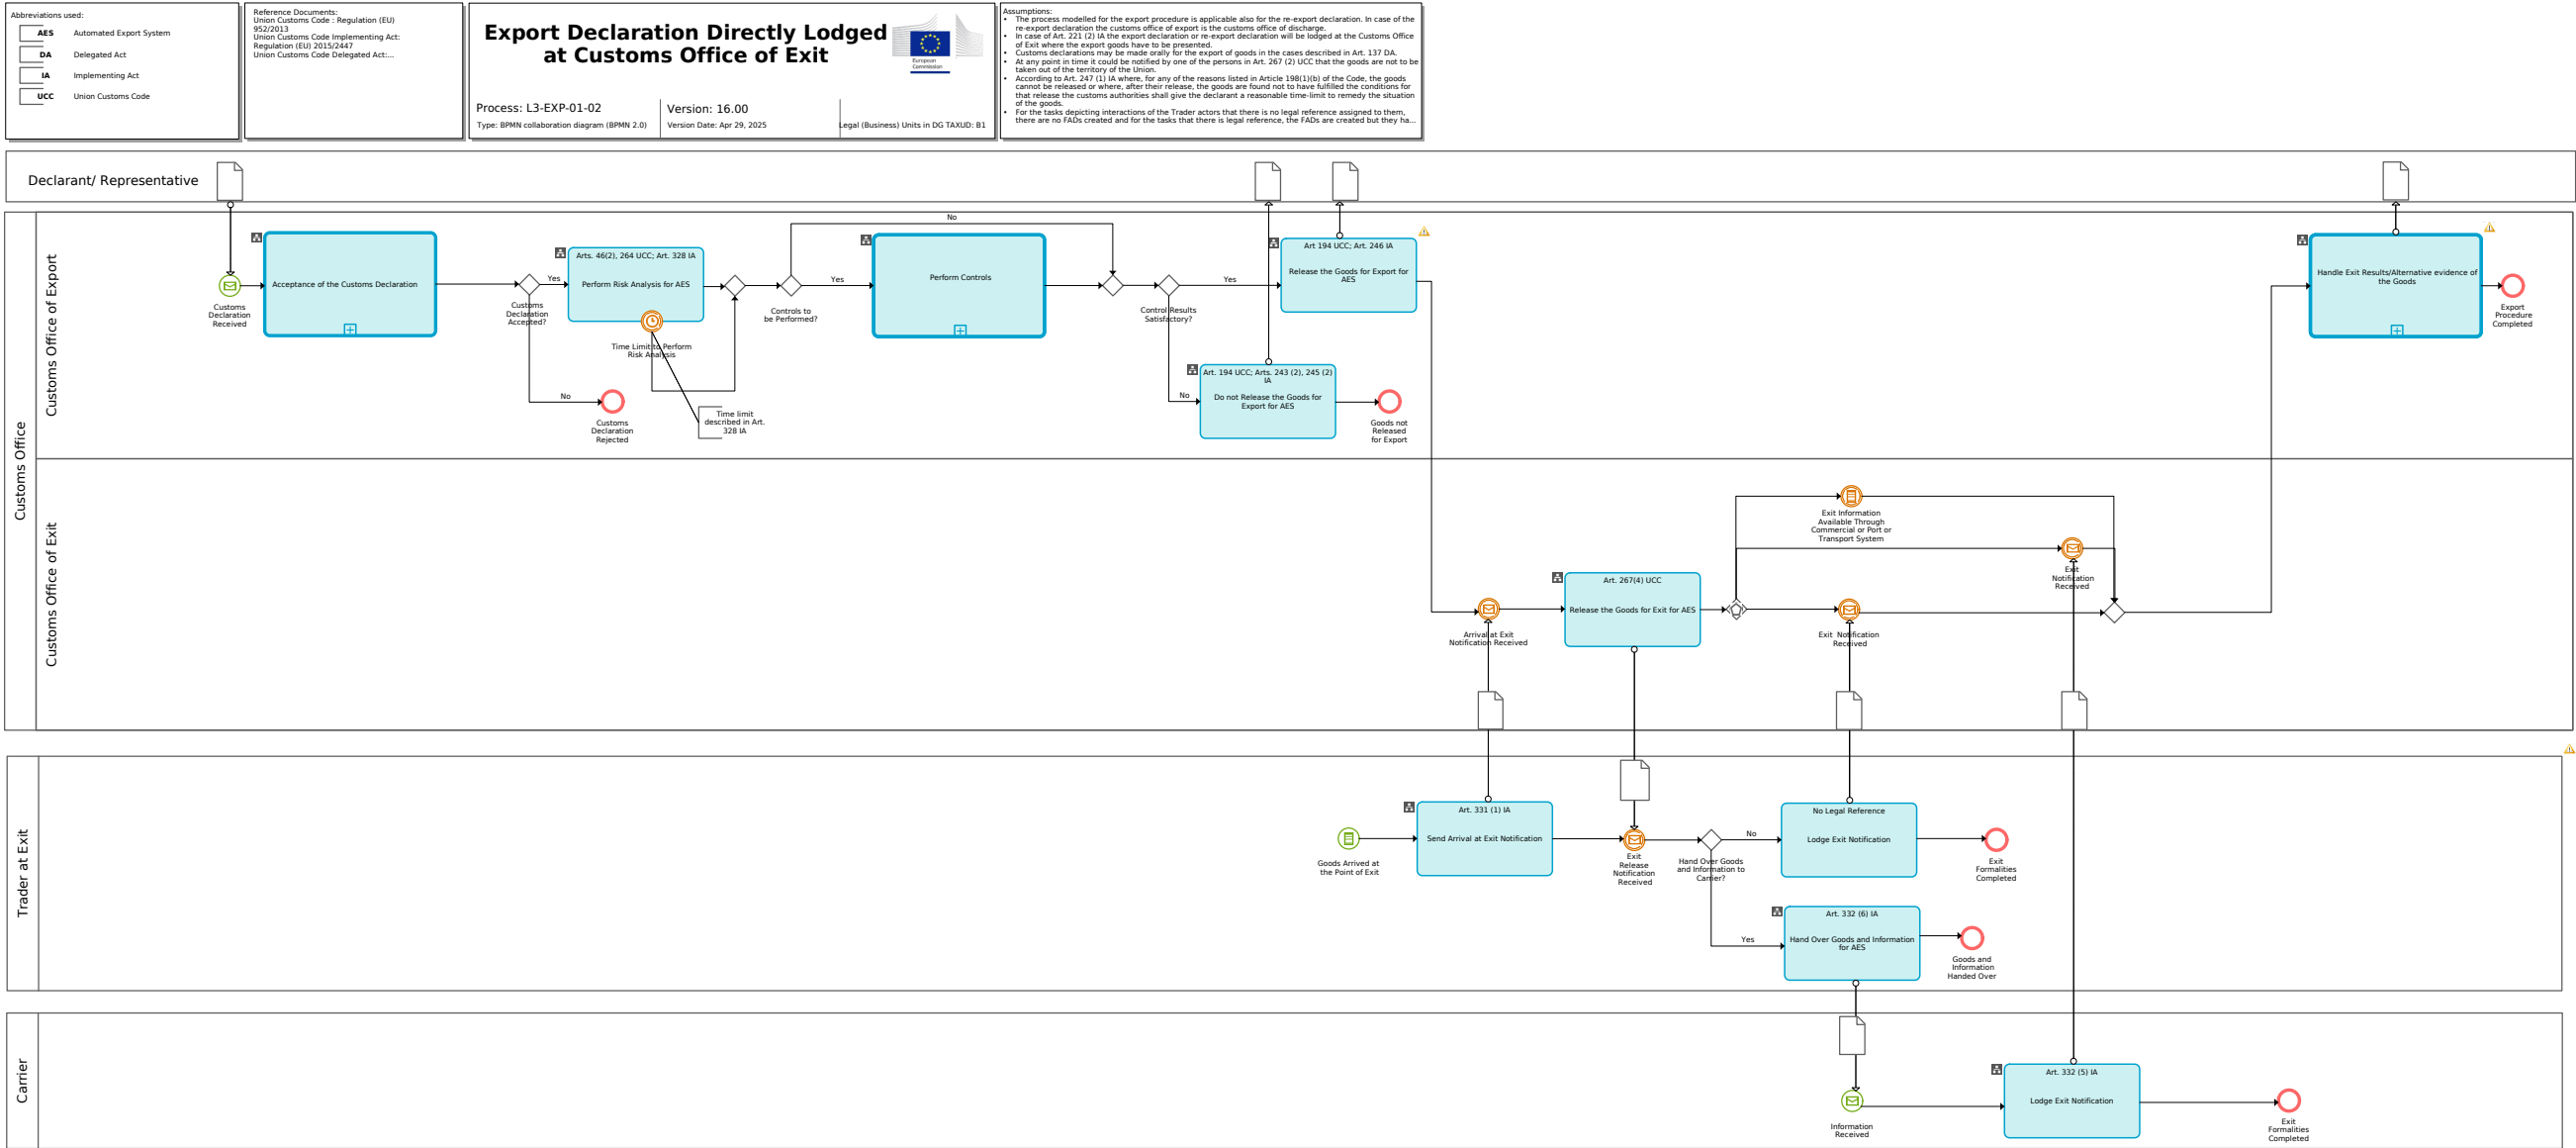 Abbreviations used:
AES Automated Export System
DA Delegated Act
IA Implementing Act
UCC Union Customs Code
Reference Documents:
Union Customs Code : Regulation (EU)
952/2013
Union Customs Code Implementing Act:
Regulation (EU) 2015/2447
Union Customs Code Delegated Act:...
Export Declaration Directly Lodged
at Customs Office of Exit
European
Commission
Process: L3-EXP-01-02
Version: 16.00
Type: BPMN collaboration diagram (BPMN 2.0)
Version Date: Apr 29, 2025
Legal (Business) Units in DG TAXUD: B1
Assumptions:
• The process modelled for the export procedure is applicable also for the re-export declaration. In case of the
re-export declaration the customs office of export is the customs office of discharge.
• In case of Art. 221 (2) IA the export declaration or re-export declaration will be lodged at the Customs Office
of Exit where the export goods have to be presented.
• Customs declarations may be made orally for the export of goods in the cases described in Art. 137 DA.
• At any point in time it could be notified by one of the persons in Art. 267 (2) UCC that the goods are not to be
taken out of the territory of the Union.
• According to Art. 247 (1) IA where, for any of the reasons listed in Article 198(1)(b) of the Code, the goods
cannot be released or where, after their release, the goods are found not to have fulfilled the conditions for
that release the customs authorities shall give the declarant a reasonable time-limit to remedy the situation
of the goods.
• For the tasks depicting interactions of the Trader actors that there is no legal reference assigned to them,
there are no FADs created and for the tasks that there is legal reference, the FADs are created but they ha...
Declarant/ Representative
Customs Office
Customs Office of Export
Customs
Declaration
Received
Acceptance of the Customs Declaration
Customs
Declaration
Accepted?
Yes
No
Customs
Declaration
Rejected
Arts. 46(2), 264 UCC; Art. 328 IA
Perform Risk Analysis for AES
Time Limit to Perform
Risk Analysis
Time limit
described in Art.
328 IA
Controls to
be Performed?
No
Yes
Perform Controls
Control Results
Satisfactory?
Yes
No
Art 194 UCC; Art. 246 IA
Release the Goods for Export for
AES
Art. 194 UCC; Arts. 243 (2), 245 (2)
IA
Do not Release the Goods for
Export for AES
Goods not
Released
for Export
Handle Exit Results/Alternative evidence of
the Goods
Export
Procedure
Completed
Customs Office of Exit
Arrival at Exit
Notification Received
Art. 267(4) UCC
Release the Goods for Exit for AES
Exit Information
Available Through
Commercial or Port or
Transport System
Exit
Notification
Received
Exit Notification
Received
Trader at Exit
Goods Arrived at
the Point of Exit
Art. 331 (1) IA
Send Arrival at Exit Notification
Exit
Release
Notification
Received
Hand Over Goods
and Information to
Carrier?
No
Yes
No Legal Reference
Lodge Exit Notification
Exit
Formalities
Completed
Art. 332 (6) IA
Hand Over Goods and Information
for AES
Goods and
Information
Handed Over
Carrier
Information
Received
Art. 332 (5) IA
Lodge Exit Notification
Exit
Formalities
Completed